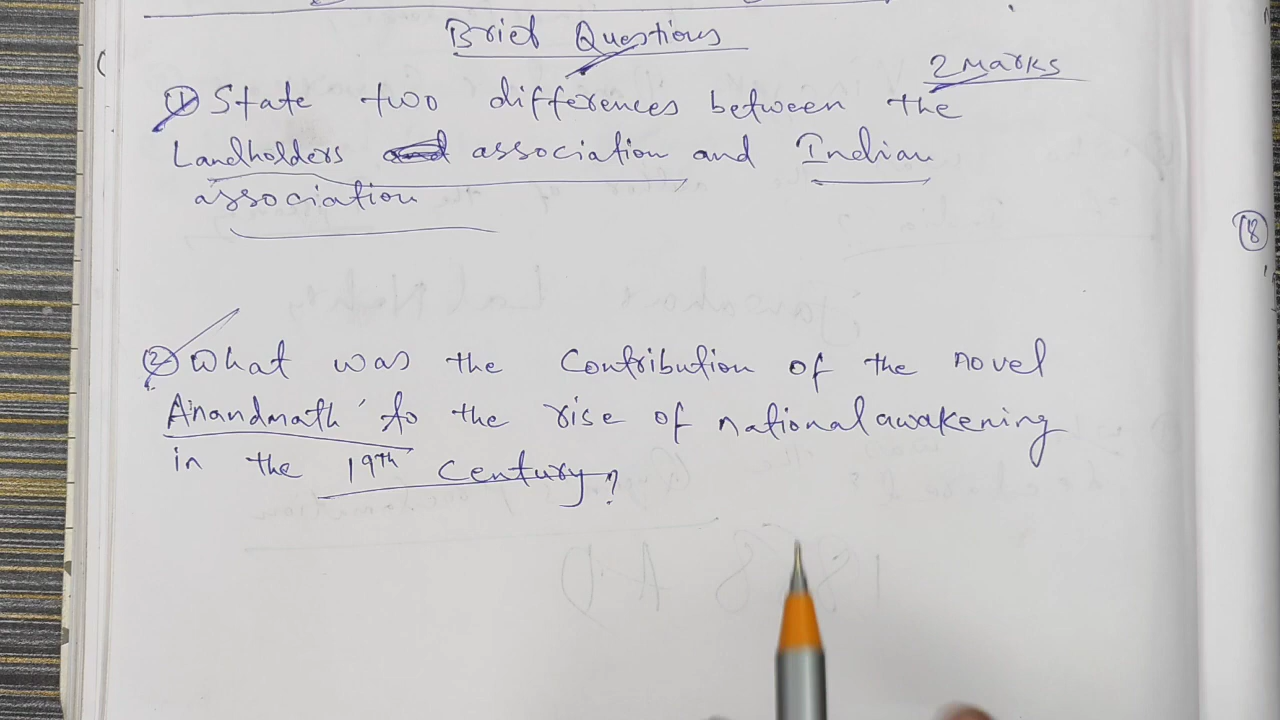 Brief Questions
2 Marks
① State two differences between the
Landholders association and Indian
association
② What was the Contribution of the novel
'Anandmath' to the rise of national awakening
in the 19th Century?
18